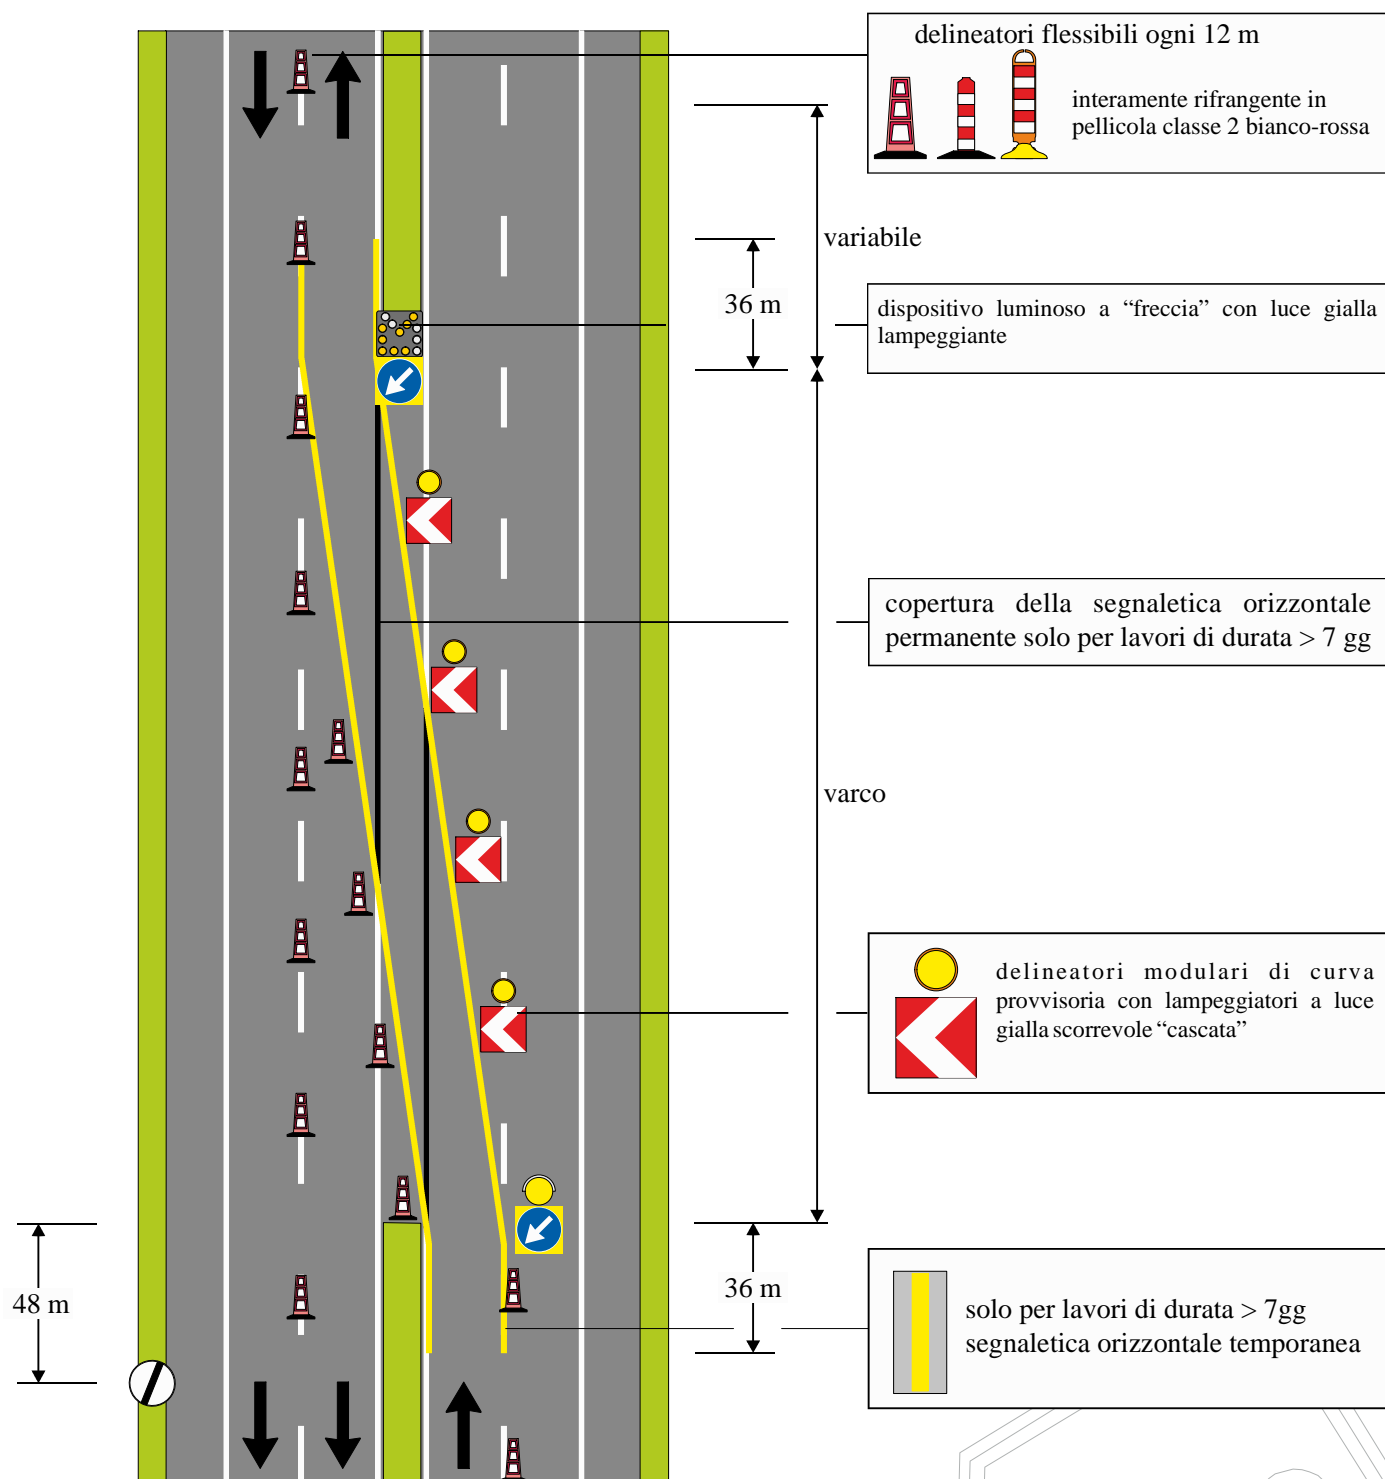 delineatori flessibili ogni 12 m
interamente rifrangente in
pellicola classe 2 bianco-rossa
variabile
36 m
dispositivo luminoso a “freccia” con luce gialla
lampeggiante
copertura della segnaletica orizzontale
permanente solo per lavori di durata > 7 gg
varco
delineatori modulari di curva
provvisoria con lampeggiatori a luce
gialla scorrevole “cascata”
48 m
36 m
solo per lavori di durata > 7gg
segnaletica orizzontale temporanea